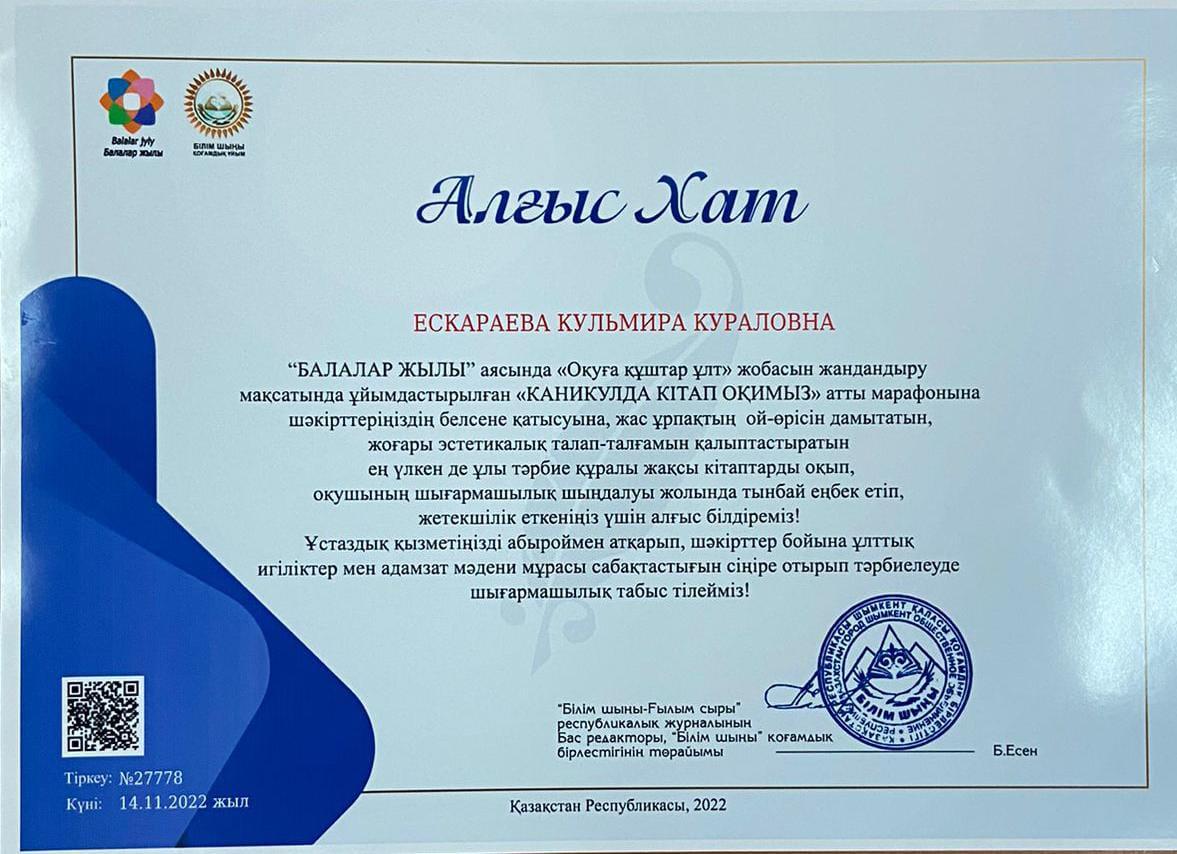 Balalar jyly
Балалар жылы
БІЛІМ ШЫҢЫ
ҚОҒАМДЫҚ ҰЙЫМ
Алғыс Хат
ЕСКАРАЕВА КУЛЬМИРА КУРАЛОВНА
“БАЛАЛАР ЖЫЛЫ” аясында «Оқуға құштар ұлт» жобасын жандандыру
мақсатында ұйымдастырылған «КАНИКУЛДА КІТАП ОҚИМЫЗ» атты марафонына
шәкірттеріңіздің белсене қатысуына, жас ұрпақтың ой-өрісін дамытатын,
жоғары эстетикалық талап-талғамын қалыптастыратын
ең үлкен де ұлы тәрбие құралы жақсы кітаптарды оқып,
оқушының шығармашылық шыңдалуы жолында тынбай еңбек етіп,
жетекшілік еткеніңіз үшін алғыс білдіреміз!
Ұстаздық қызметіңізді абыроймен атқарып, шәкірттер бойына ұлттық
игіліктер мен адамзат мәдени мұрасы сабақтастығын сіңіре отырып тәрбиелеуде
шығармашылық табыс тілейміз!
"Білім шыңы-Ғылым сыры"
республикалық журналының
Бас редакторы, "Білім шыңы" қоғамдық
бірлестігінің төрайымы
Б.Есен
БІЛІМ ШЫҢЫ
Тіркеу: №27778
Күні: 14.11.2022 жыл
Қазақстан Республикасы, 2022